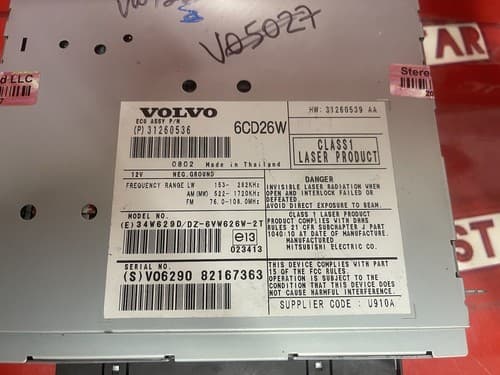 VA5027
STAR
d LLC
Stere
VOLVO
ECG ASSY P/N
(P) 31260536
6CD26W
HW: 31260539 AA
CLASS1
LASER PRODUCT
0802 Made in Thailand
12V NEG.GROUND
FREQUENCY RANGE LW 153- 282KHz
AM(MW) 522-1720KHz
FM 76.0-108.0MHz
MODEL NO.
(E) 34W629D/DZ-6VW626W-2T
e13
023413
DANGER
INVISIBLE LASER RADIATION WHEN
OPEN AND INTERLOCK FAILED OR
DEFEATED.
AVOID DIRECT EXPOSURE TO BEAM.
CLASS 1 LASER PRODUCT
PRODUCT COMPLIES WITH DHHS
RULES 21 CFR SUBCHAPTER J PART
1040/10 AT DATE OF MANUFACTURE.
MANUFACTURED:
MITSUBISHI ELECTRIC CO.
SERIAL NO.
(S) V06290 82167363
THIS DEVICE COMPLIES WITH PART
15 OF THE FCC RULES.
OPERATION IS SUBJECT TO THE
CONDITION THAT THIS DEVICE DOES
NOT CAUSE HARMFUL INTERFERENCE.
SUPPLIER CODE : U910A